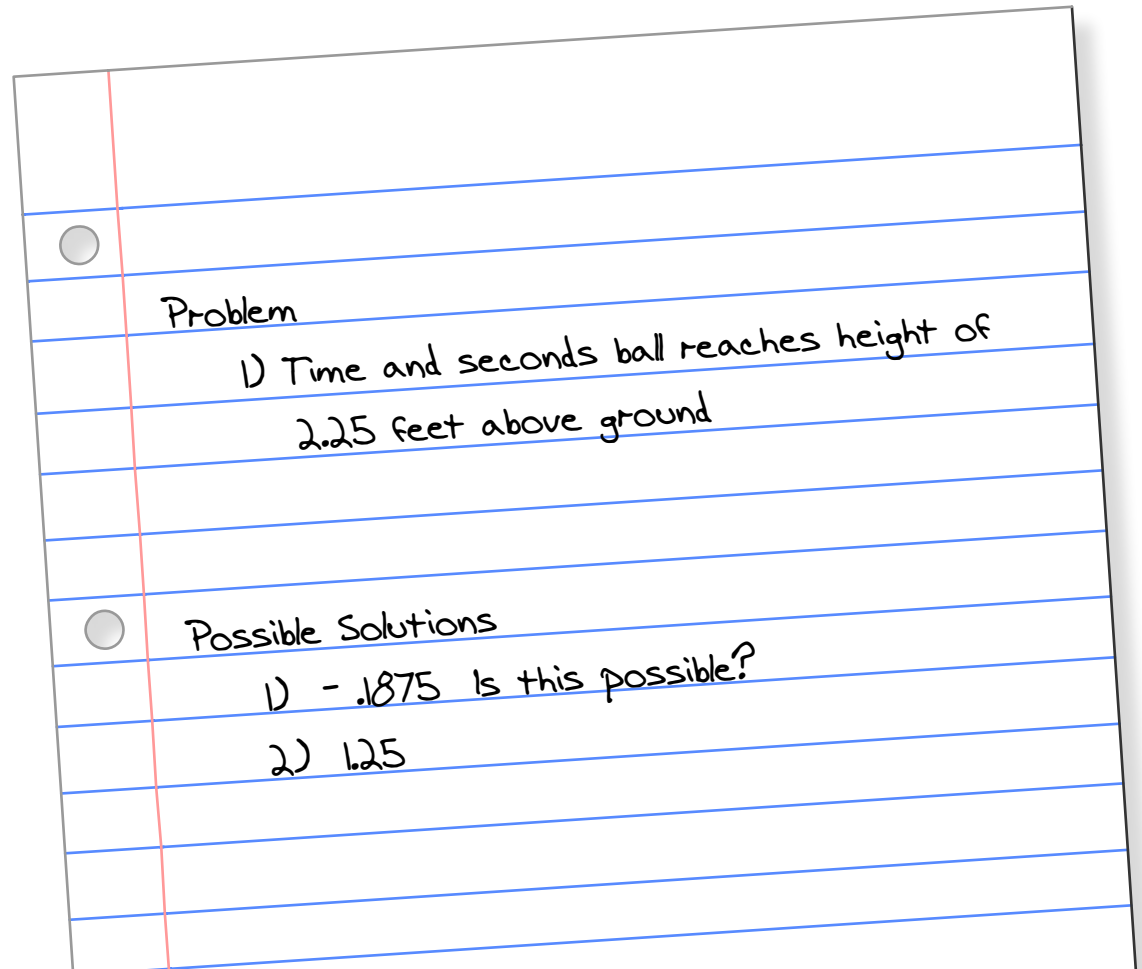 Problem
1) Time and seconds ball reaches height of
2.25 feet above ground
Possible Solutions
1) - .1875 Is this possible?
2) 1.25